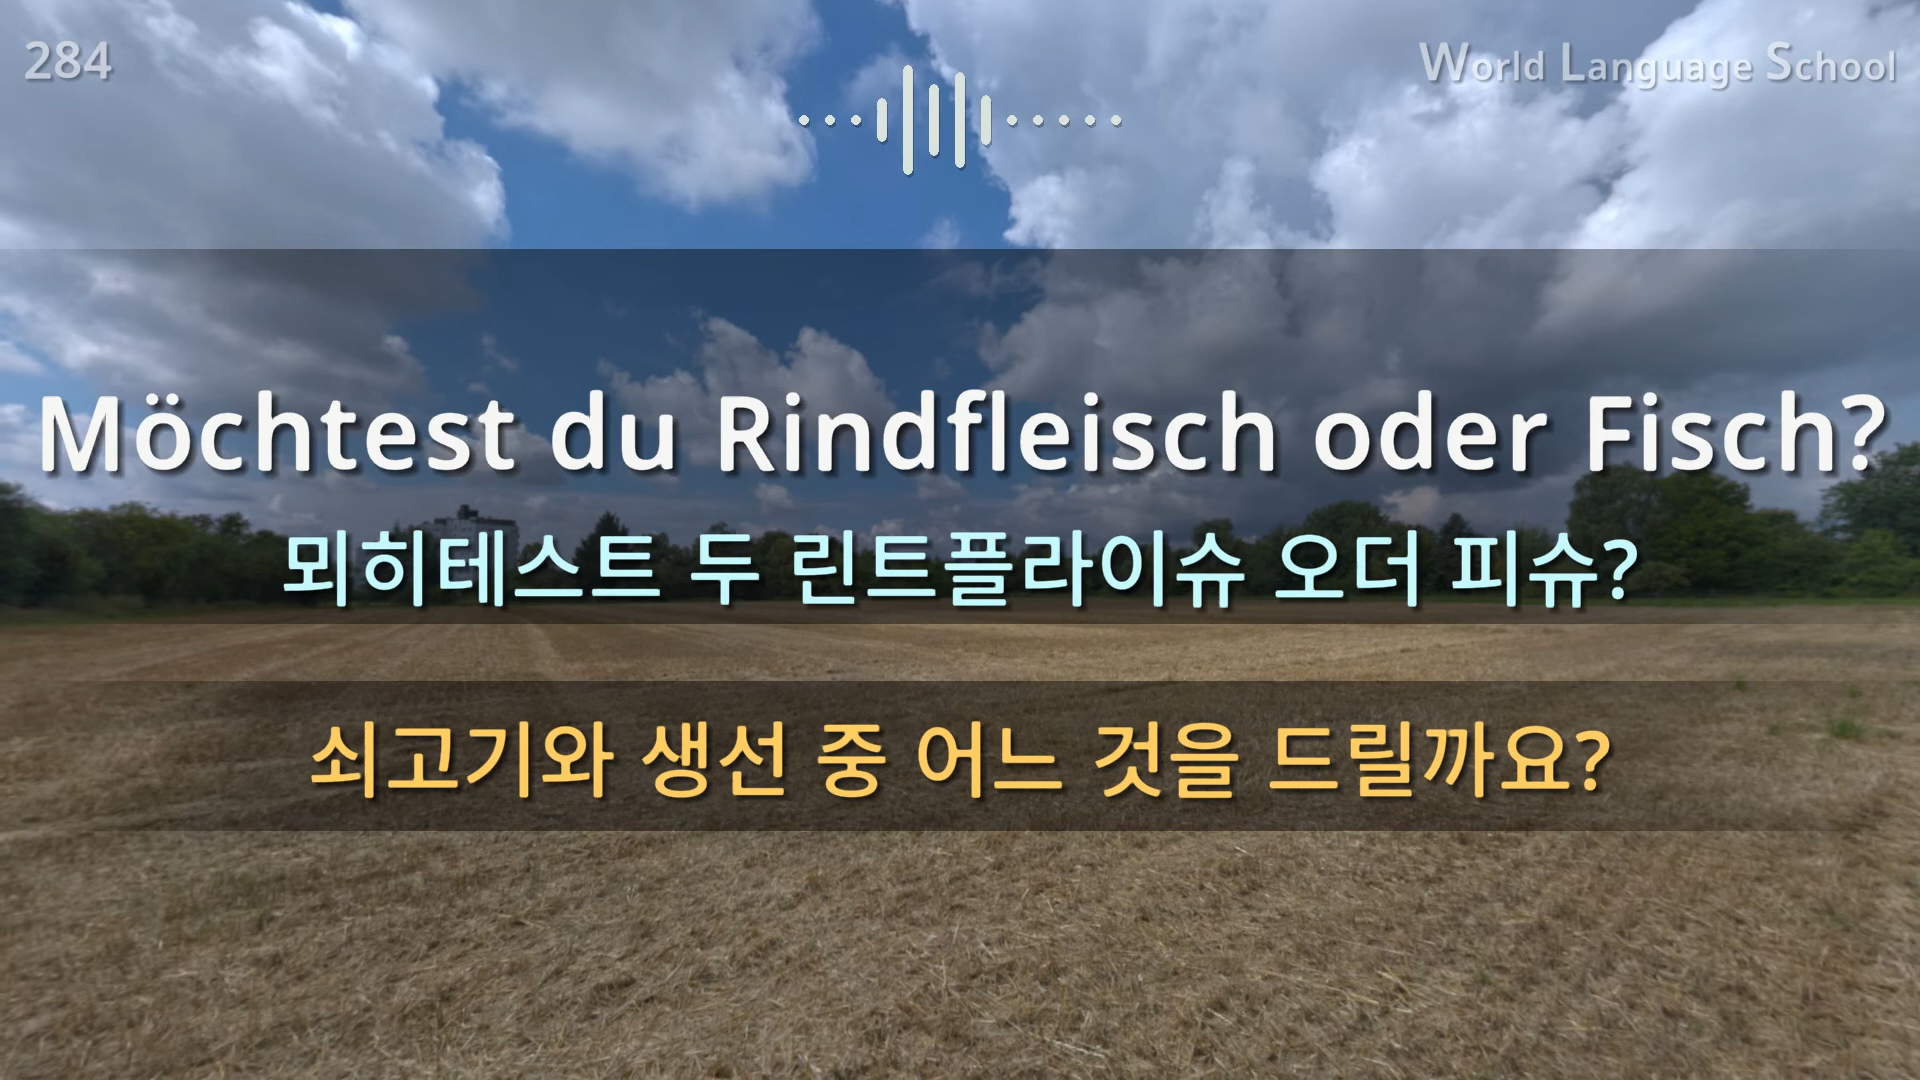 284
World Language School
Möchtest du Rindfleisch oder Fisch?
뫼히테스트 두 린트플라이슈 오더 피슈?
쇠고기와 생선 중 어느 것을 드릴까요?